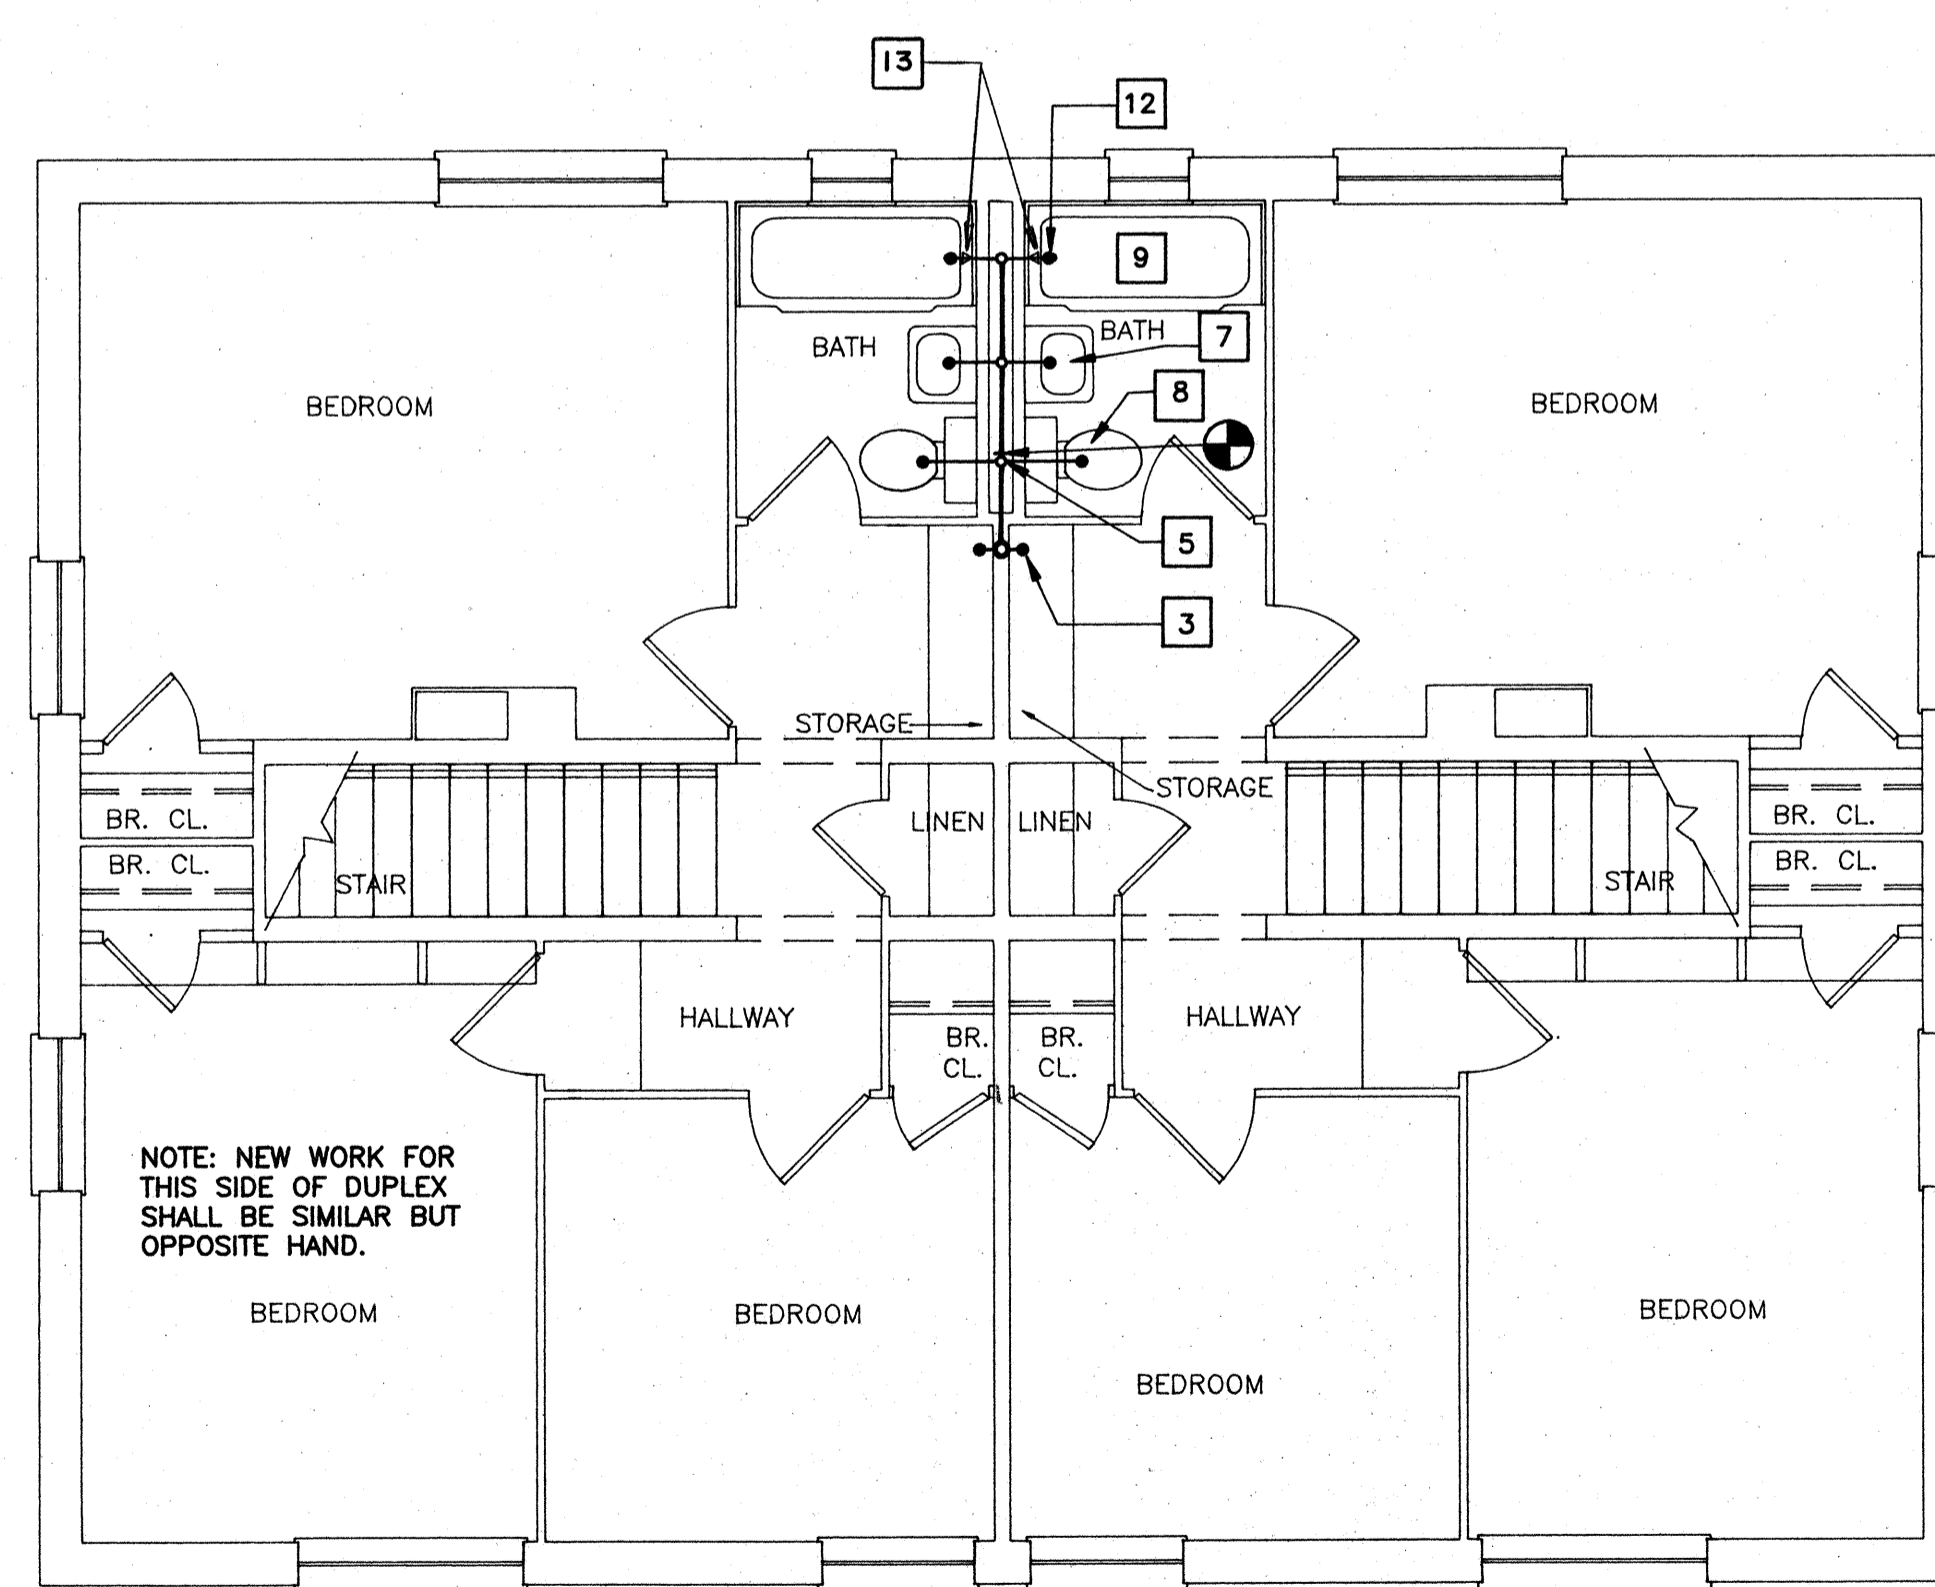 13
12
9
BATH
BATH
7
BEDROOM
8
BEDROOM
5
3
STORAGE
STORAGE
BR. CL.
LINEN
LINEN
BR. CL.
BR. CL.
STAIR
STAIR
BR. CL.
HALLWAY
BR.
CL.
BR.
CL.
HALLWAY
NOTE: NEW WORK FOR
THIS SIDE OF DUPLEX
SHALL BE SIMILAR BUT
OPPOSITE HAND.
BEDROOM
BEDROOM
BEDROOM
BEDROOM